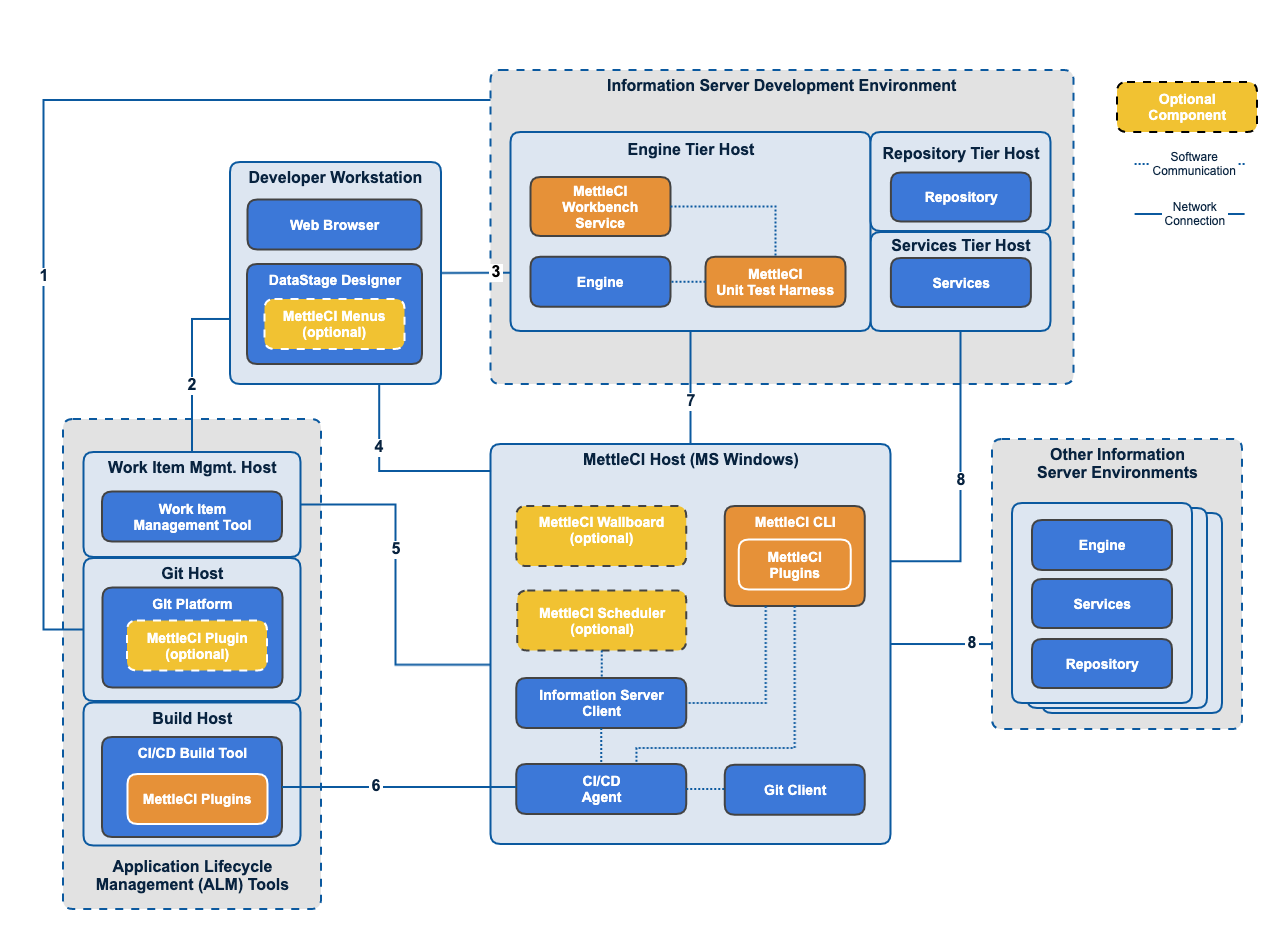 Information Server Development Environment
Optional
Component
Software
Communication
Network
Connection
Engine Tier Host
MettleCI
Workbench
Service
Engine
MettleCI
Unit Test Harness
Repository Tier Host
Repository
Services Tier Host
Services
Developer Workstation
Web Browser
DataStage Designer
MettleCI Menus
(optional)
1
2
3
4
5
6
7
8
8
Work Item Mgmt. Host
Work Item
Management Tool
Git Host
GIt Platform
MettleCI Plugin
(optional)
Build Host
CI/CD Build Tool
MettleCI Plugins
Application Lifecycle
Management (ALM) Tools
MettleCI Host (MS Windows)
MettleCI Wallboard
(optional)
MettleCI CLI
MettleCI
Plugins
MettleCI Scheduler
(optional)
Information Server
Client
CI/CD
Agent
Git Client
Other Information
Server Environments
Engine
Services
Repository